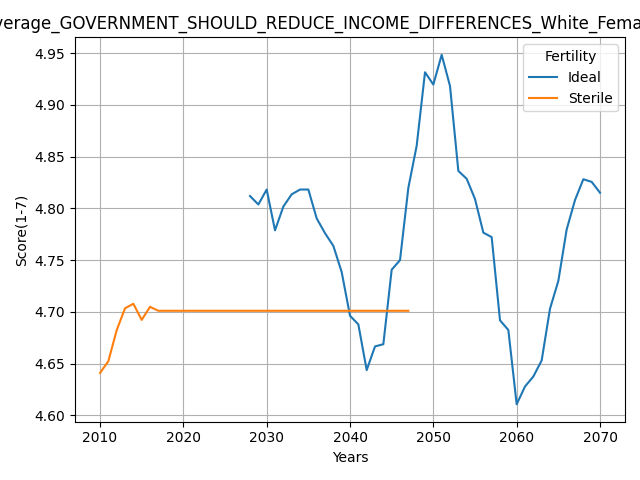 verage_GOVERNMENT_SHOULD_REDUCE_INCOME_DIFFERENCES_White_Fema
Fertility
Ideal
Sterile
4.95
4.90
4.85
4.80
4.75
4.70
4.65
4.60
Score(1-7)
2010 2020 2030 2040 2050 2060 2070
Years